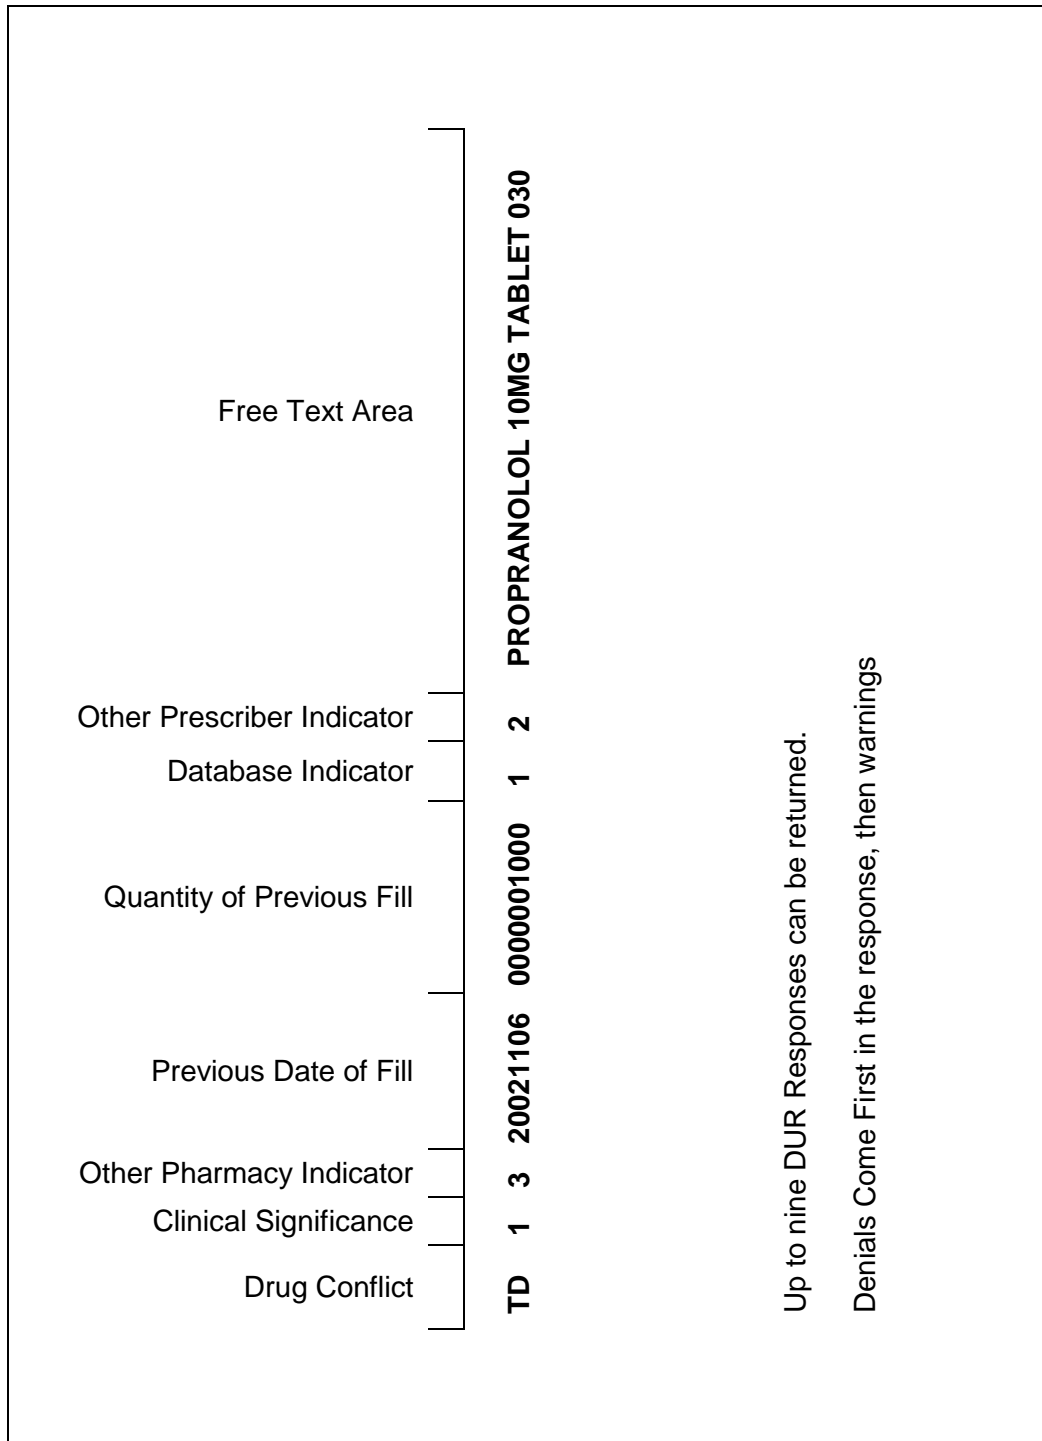 Free Text Area
Other Prescriber Indicator
Database Indicator
Quantity of Previous Fill
Previous Date of Fill
Other Pharmacy Indicator
Clinical Significance
Drug Conflict
TD 1 3 20021106 0000001000 1 2 PROPRANOLOL 10MG TABLET 030
Up to nine DUR Responses can be returned.
Denials Come First in the response, then warnings